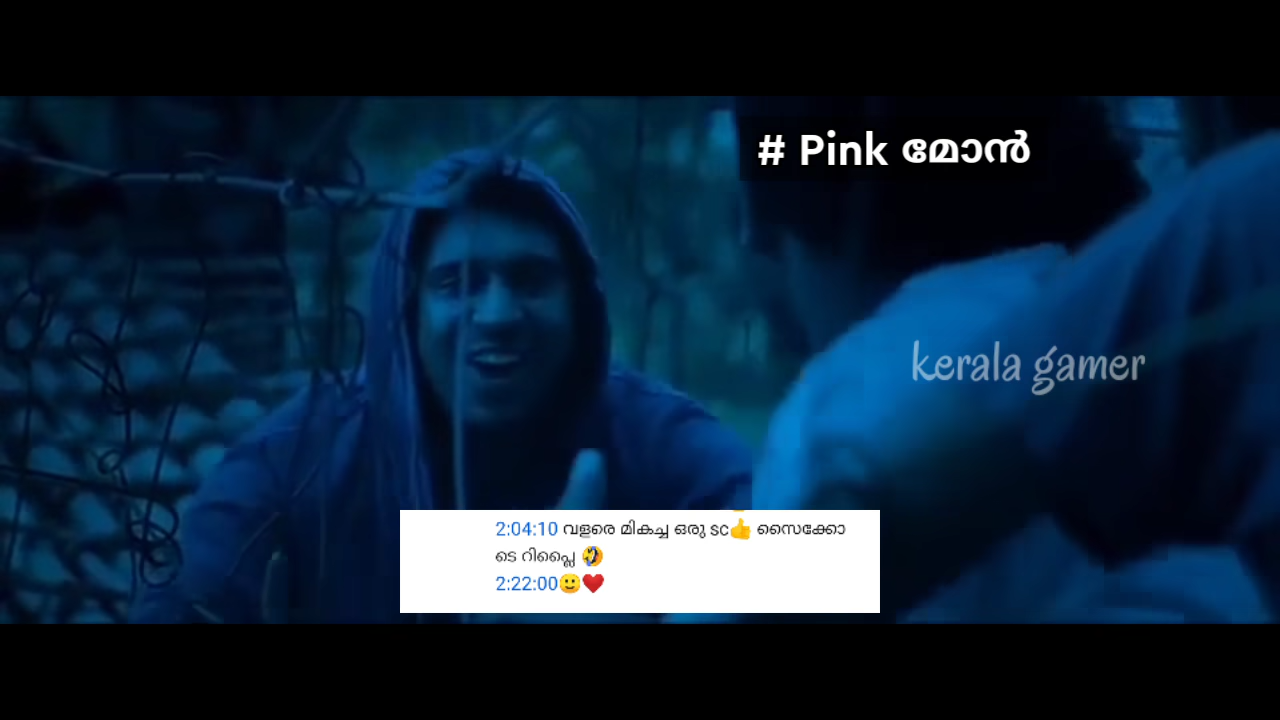 # Pink മോൻ
kerala gamer
2:04:10 വളരെ മികച്ച ഒരു sc👍 സൈക്കോ
ടെ റിപ്ലൈ 🤣
2:22:00🙂❤️